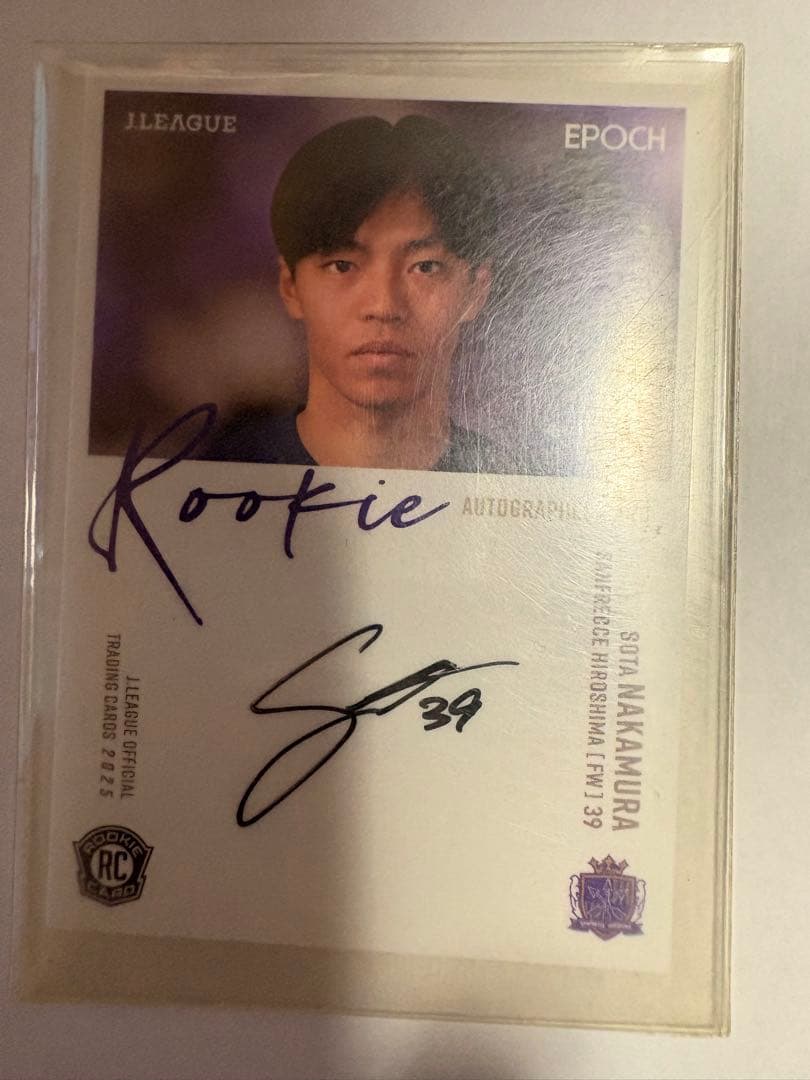 J.LEAGUE
EPOCH
Rookie
SOTA NAKAMURA
SANFRECCE HIROSHIMA [FW] 39
39
J.LEAGUE OFFICIAL
TRADING CARDS 2025
ROOKIE
RC
CARD